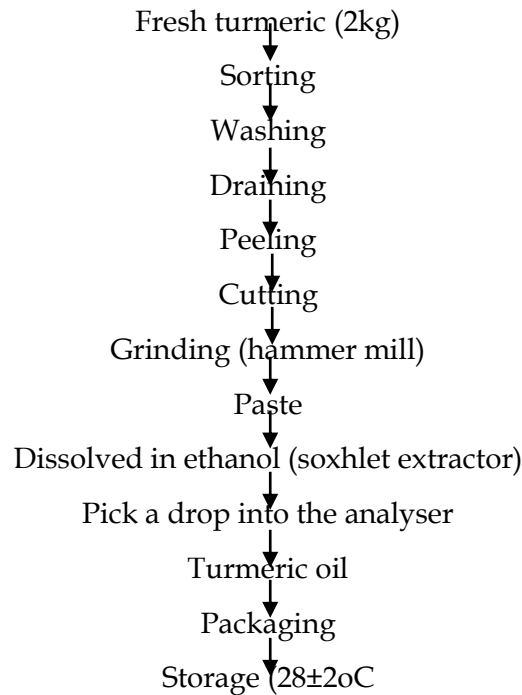 Fresh turmeric (2kg)
Sorting
Washing
Draining
Peeling
Cutting
Grinding (hammer mill)
Paste
Dissolved in ethanol (soxhlet extractor)
Pick a drop into the analyser
Turmeric oil
Packaging
Storage (28±2oC